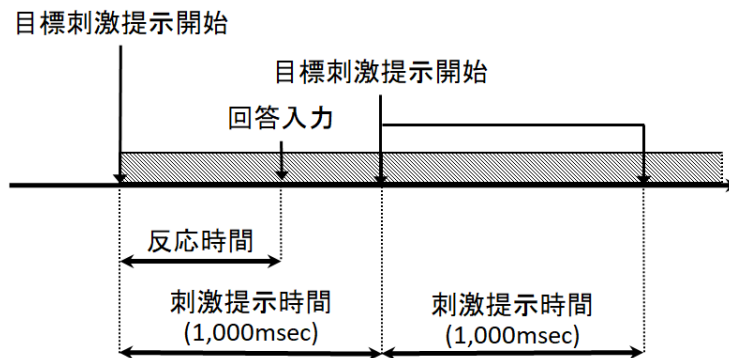 目標刺激提示開始
目標刺激提示開始
回答入力
反応時間
刺激提示時間
(1,000msec)
刺激提示時間
(1,000msec)